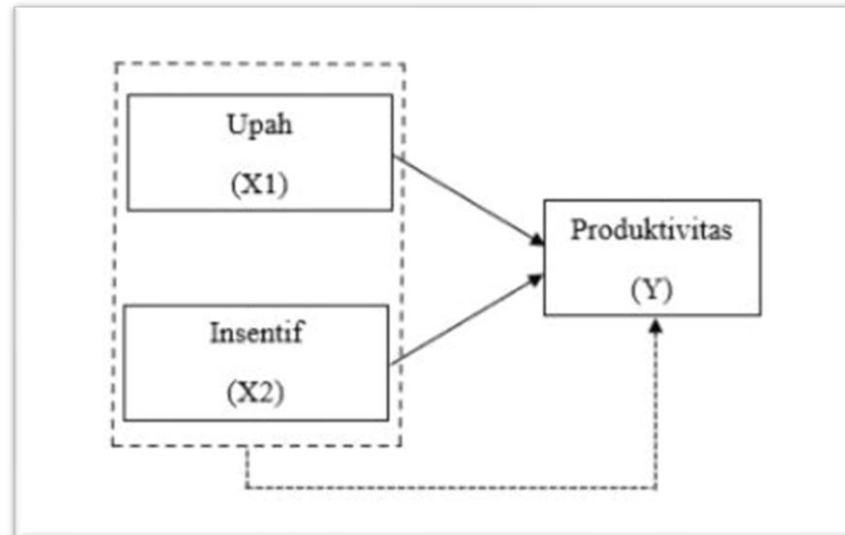 Upah
(X1)
Produktivitas
(Y)
Insentif
(X2)